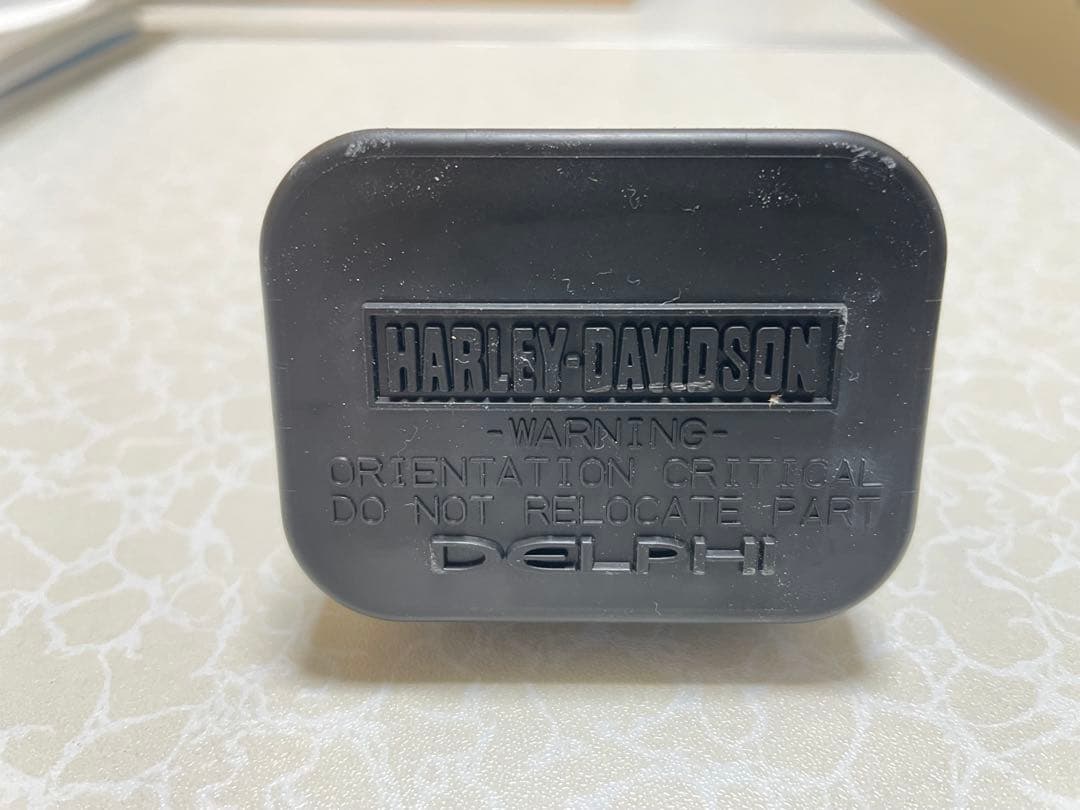 HARLEY-DAVIDSON
-WARNING-
ORIENTATION CRITICAL
DO NOT RELOCATE PART
DELPHI